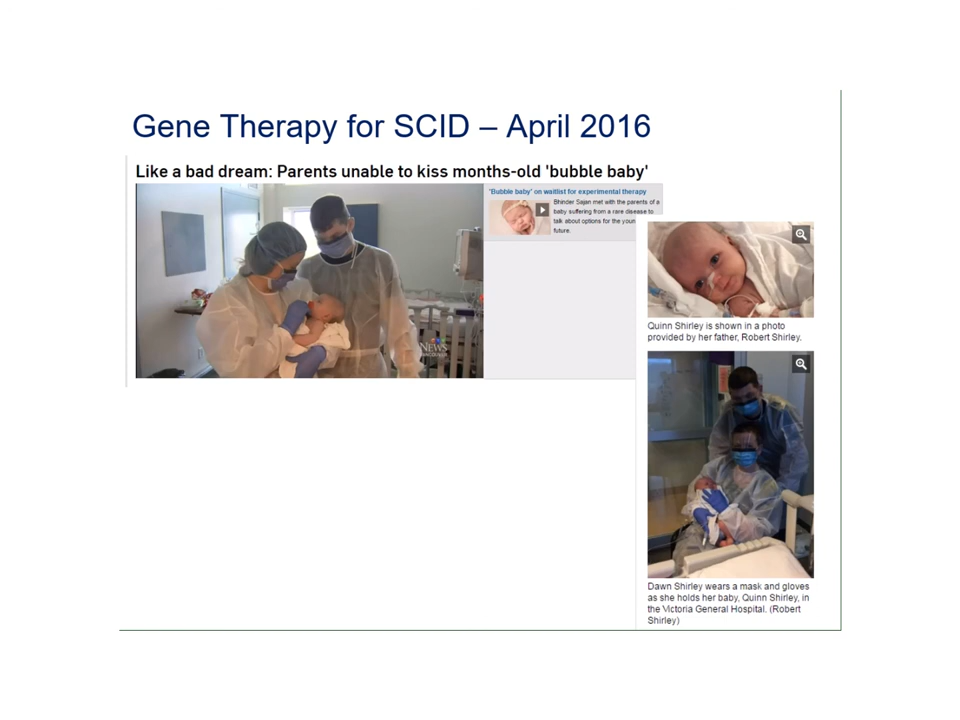 Gene Therapy for SCID – April 2016
Like a bad dream: Parents unable to kiss months-old 'bubble baby'
'Bubble baby' on waitlist for experimental therapy
Bhinder Sajan met with the parents of a
baby suffering from a rare disease to
talk about options for the youn
future.
NEWS
Quinn Shirley is shown in a photo
provided by her father, Robert Shirley.
Dawn Shirley wears a mask and gloves
as she holds her baby, Quinn Shirley, in
the Victoria General Hospital. (Robert
Shirley)